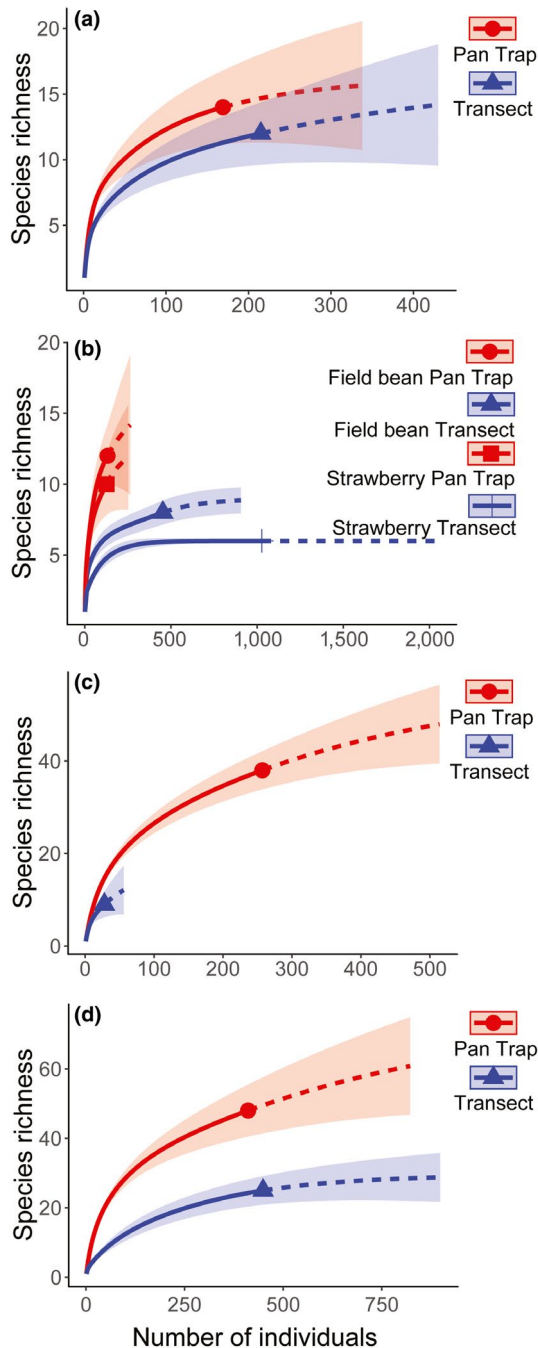 (a)
Species richness
20
15
10
5
0
100
200
300
400
Pan Trap
Transect
(b)
Species richness
20
15
10
5
0
500
1,000
1,500
2,000
Field bean Pan Trap
Field bean Transect
Strawberry Pan Trap
Strawberry Transect
(c)
Species richness
40
20
0
0
100
200
300
400
500
Pan Trap
Transect
(d)
Species richness
60
40
20
0
0
250
500
750
Pan Trap
Transect
Number of individuals